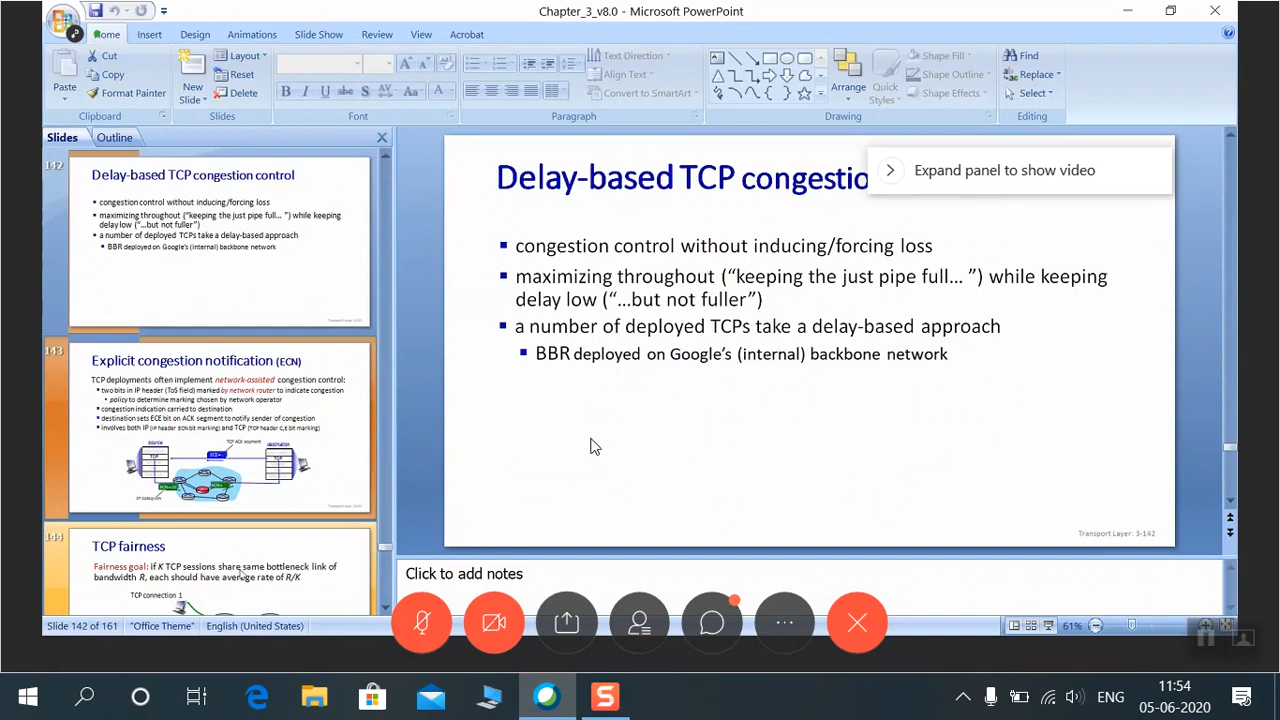 Chapter_3_v8.0 - Microsoft PowerPoint
Home Insert Design Animations Slide Show Review View Acrobat
Paste
Cut
Copy
Format Painter
Clipboard
New Slide
Layout
Reset
Delete
Slides
B I U S abe AV Aa A
Font
Text Direction
Align Text
Convert to SmartArt
Paragraph
Arrange
Quick Styles
Shape Fill
Shape Outline
Shape Effects
Drawing
Find
Replace
Select
Editing
Slides Outline
142
Delay-based TCP congestion control
congestion control without inducing/forcing loss
maximizing throughout (“keeping the just pipe full... ”) while keeping
delay low (“...but not fuller”)
a number of deployed TCPs take a delay-based approach
BBR deployed on Google's (internal) backbone network
143
Explicit congestion notification (ECN)
TCP deployments often implement network-assisted congestion control:
two bits in IP header (ToS field) marked by network router to indicate congestion
policy to determine marking chosen by network operator
congestion indication carried to destination
destination sets ECE bit on ACK segment to notify sender of congestion
involves both IP (IP header ECN bit marking) and TCP (TCP header C,E bit marking)
source
TCP ACK segment
destination
TCP
TCP
IP datagram
144
TCP fairness
Fairness goal: if K TCP sessions share same bottleneck link of
bandwidth R, each should have average rate of R/K
TCP connection 1
Delay-based TCP congestio
Expand panel to show video
congestion control without inducing/forcing loss
maximizing throughout (“keeping the just pipe full... ”) while keeping
delay low (“...but not fuller”)
a number of deployed TCPs take a delay-based approach
BBR deployed on Google's (internal) backbone network
Transport Layer: 3-142
Click to add notes
Slide 142 of 161 "Office Theme" English (United States) 61%
ENG
11:54
05-06-2020